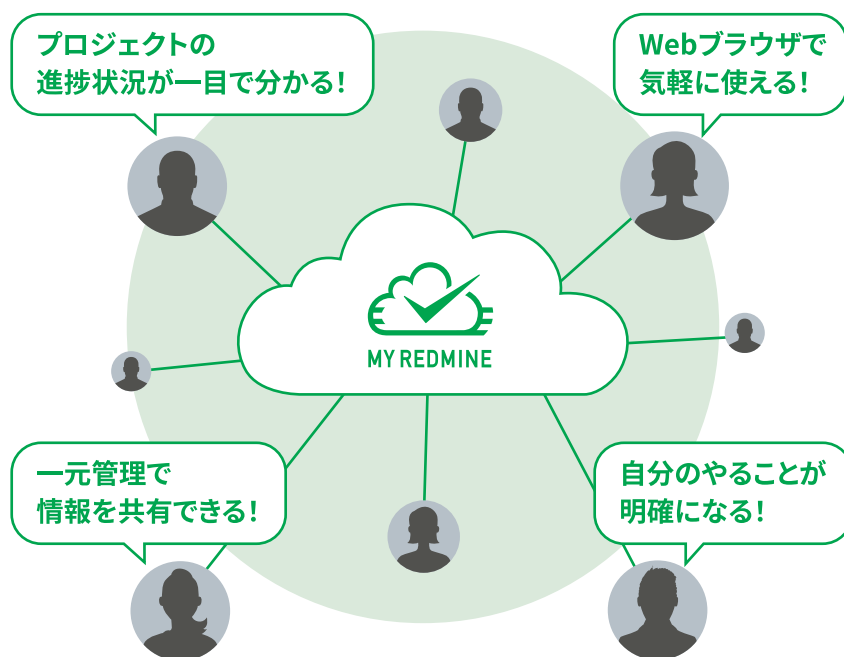 プロジェクトの
進捗状況が一目で分かる!
Webブラウザで
気軽に使える!
MY REDMINE
一元管理で
情報を共有できる!
自分のやることが
明確になる!